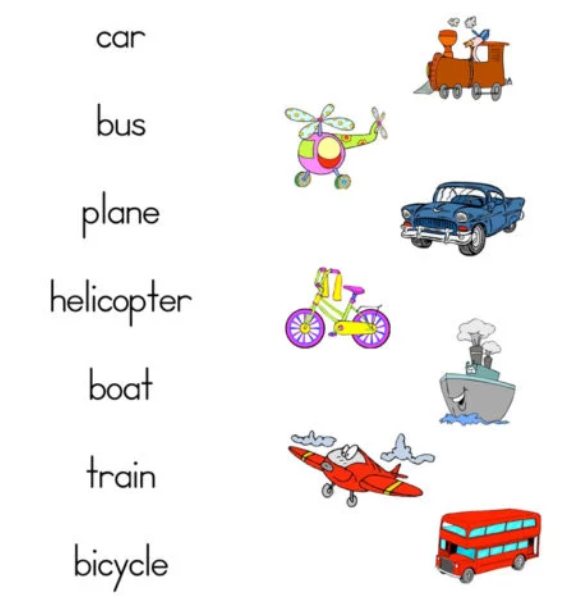 car
bus
plane
helicopter
boat
train
bicycle